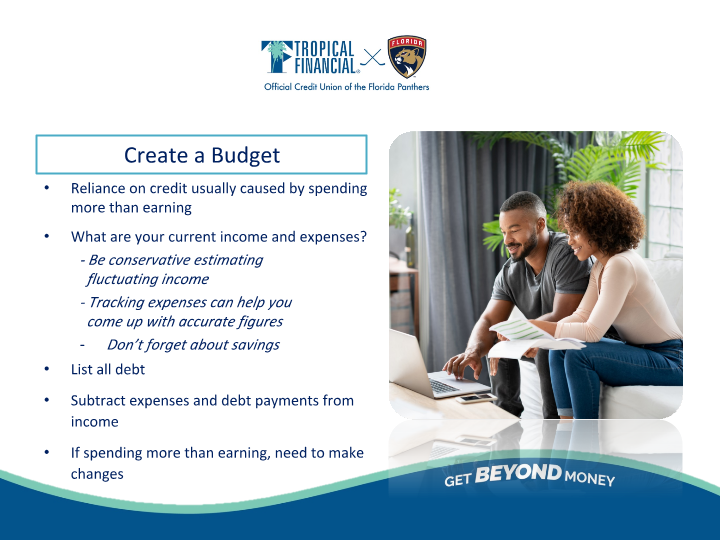 TROPICAL
FINANCIAL®
FLORIDA
Official Credit Union of the Florida Panthers
Create a Budget
• Reliance on credit usually caused by spending
more than earning
• What are your current income and expenses?
- Be conservative estimating
fluctuating income
- Tracking expenses can help you
come up with accurate figures
- Don’t forget about savings
• List all debt
• Subtract expenses and debt payments from
income
• If spending more than earning, need to make
changes
GET BEYOND MONEY